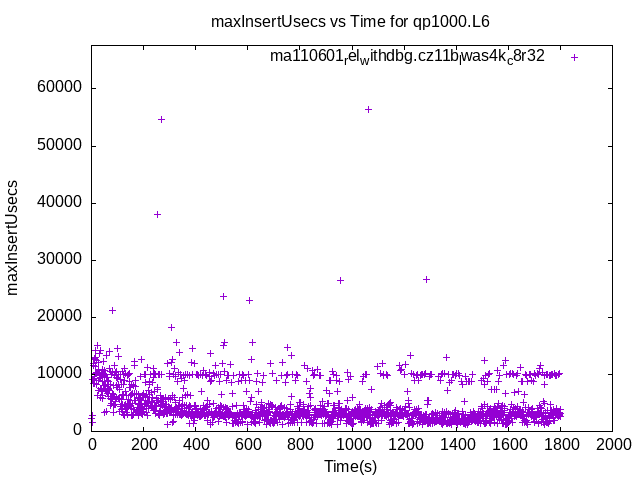 maxInsertUsecs vs Time for qp1000.L6
ma110601relwithdbg.cz11blwas4kc8r32
60000
50000
40000
30000
20000
10000
0
maxInsertUsecs
0 200 400 600 800 1000 1200 1400 1600 1800 2000
Time(s)